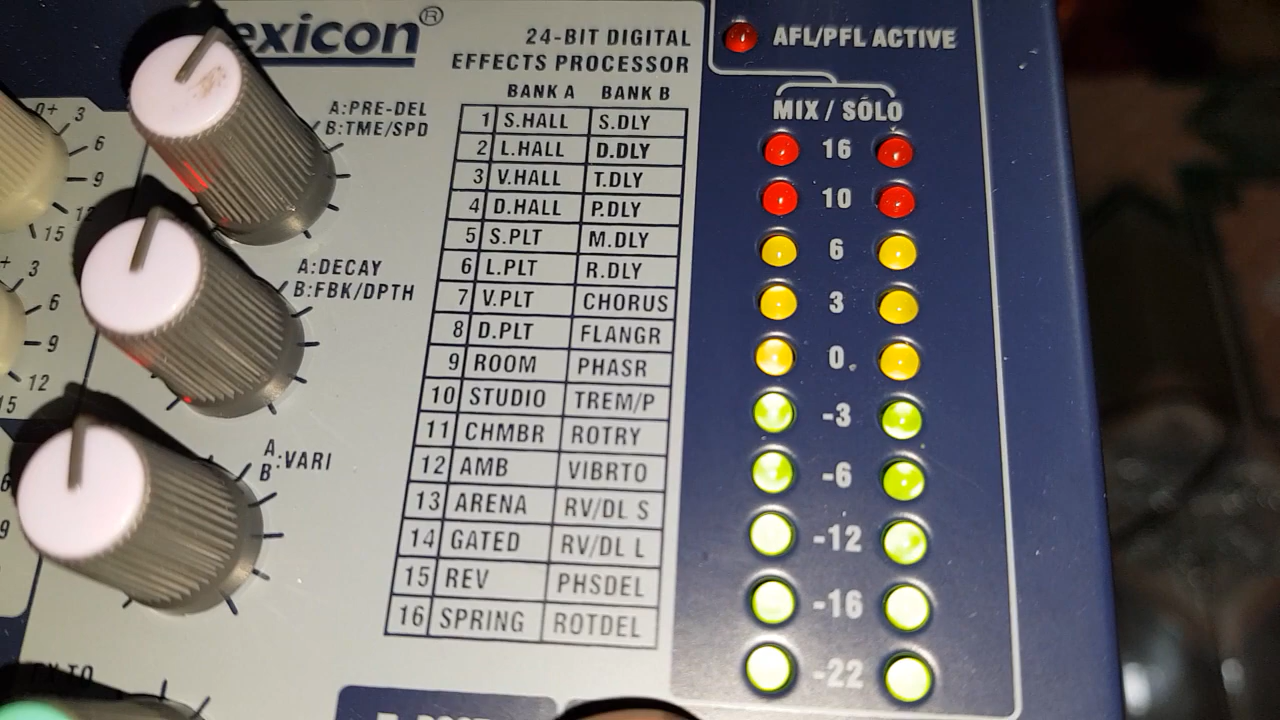 exicon®
24-BIT DIGITAL
EFFECTS PROCESSOR
BANK A BANK B
1 S.HALL S.DLY
2 L.HALL D.DLY
3 V.HALL T.DLY
4 D.HALL P.DLY
5 S.PLT M.DLY
6 L.PLT R.DLY
7 V.PLT CHORUS
8 D.PLT FLANGR
9 ROOM PHASR
10 STUDIO TREM/P
11 CHMBR ROTRY
12 AMB VIBRTO
13 ARENA RV/DL S
14 GATED RV/DL L
15 REV PHSDEL
16 SPRING ROTDEL
A:PRE-DEL
B:TME/SPD
A:DECAY
B:FBK/DPTH
A
B:VARI
0+ 3
6
9
12
15
+ 3
6
9
12
15
6
9
AFL/PFL ACTIVE
MIX / SOLO
16
10
6
3
0
-3
-6
-12
-16
-22